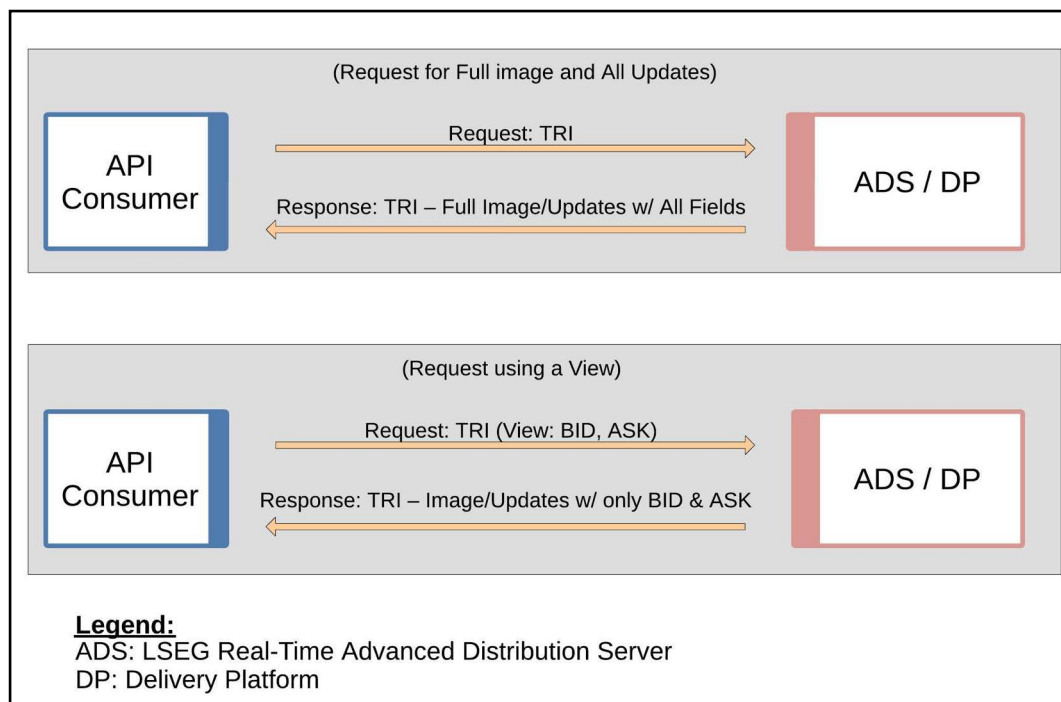 (Request for Full image and All Updates)
API
Consumer
Request: TRI
Response: TRI – Full Image/Updates w/ All Fields
ADS / DP
(Request using a View)
API
Consumer
Request: TRI (View: BID, ASK)
Response: TRI – Image/Updates w/ only BID & ASK
ADS / DP
Legend:
ADS: LSEG Real-Time Advanced Distribution Server
DP: Delivery Platform